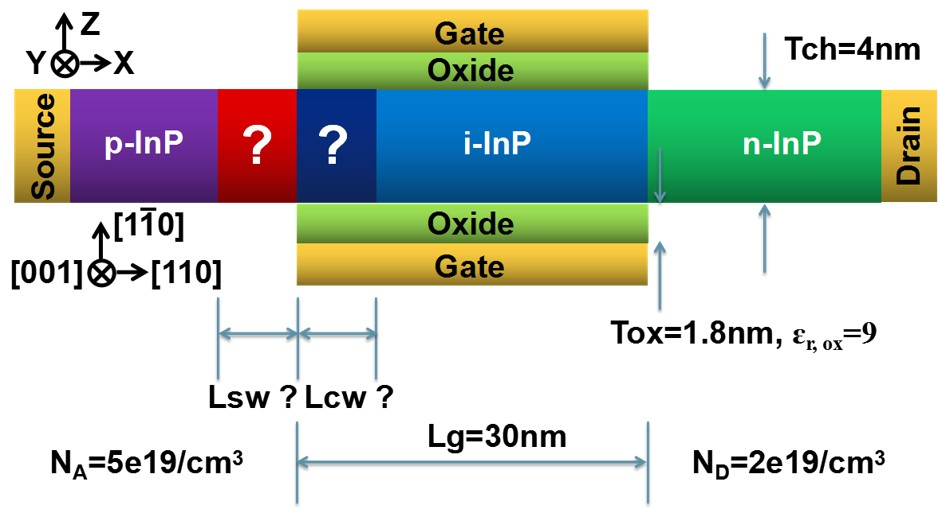 Z
Y X
Gate
Oxide
Tch=4nm
Source
p-InP
?
?
i-InP
n-InP
Drain
[11̄0]
[001] [110]
Oxide
Gate
Tox=1.8nm, εr, ox=9
Lsw ? Lcw ?
Lg=30nm
NA=5e19/cm³
ND=2e19/cm³